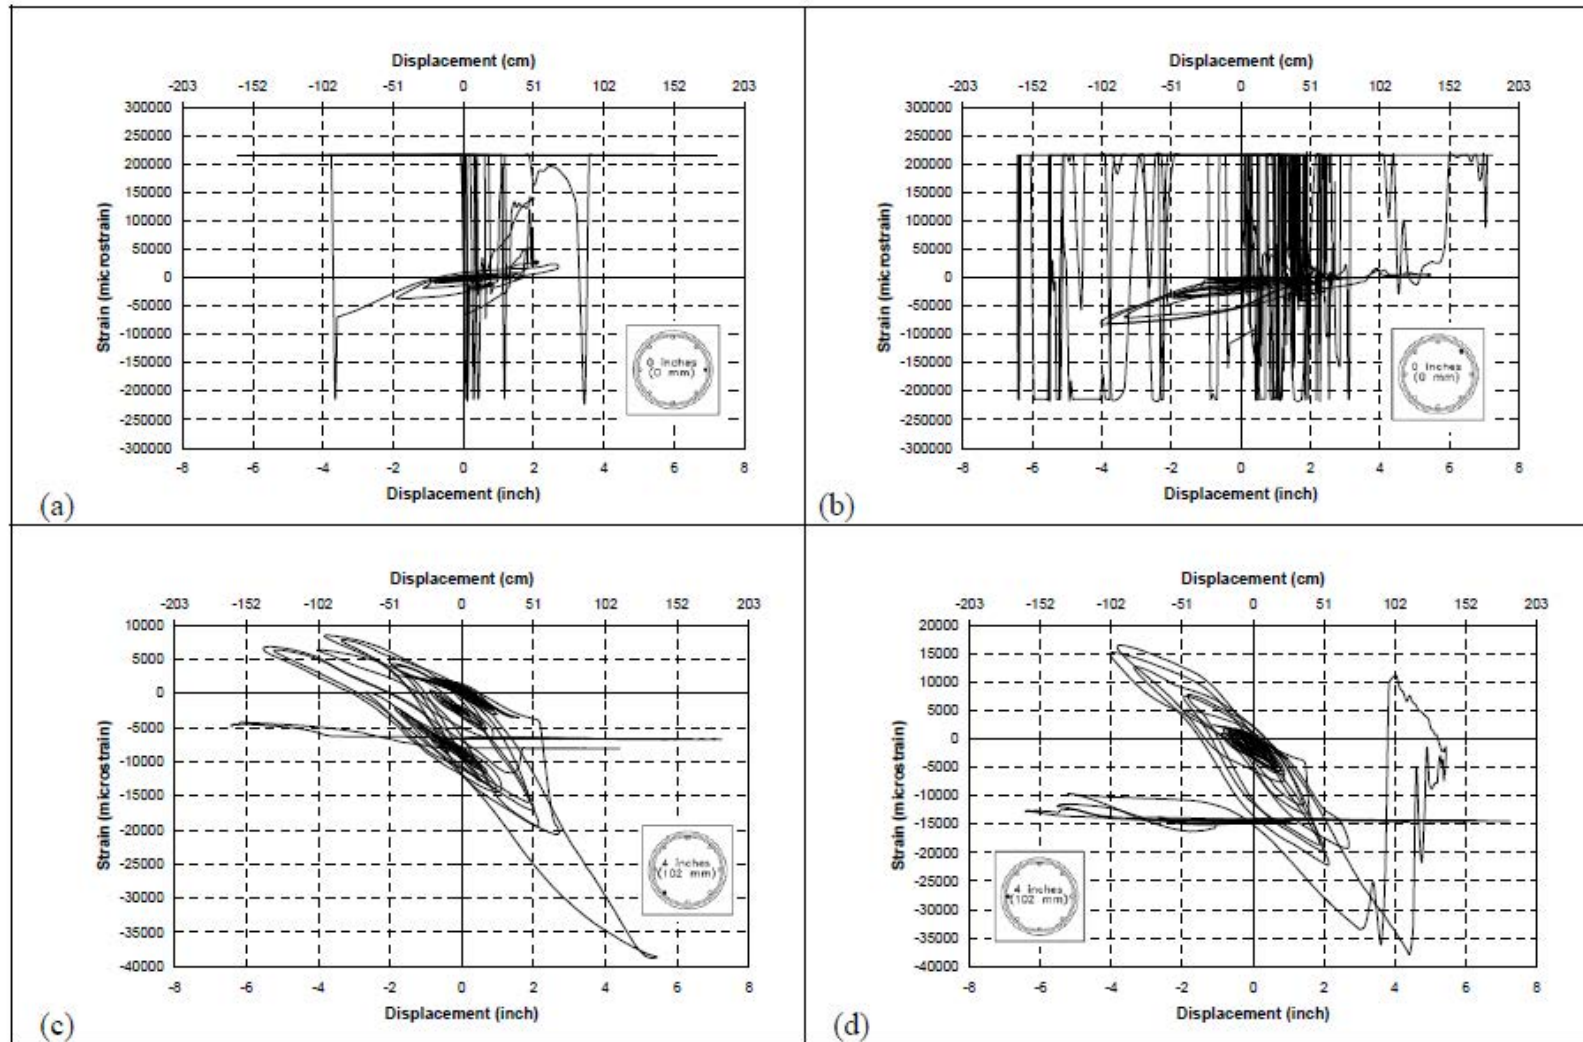 Displacement (cm)
-203 -152 -102 -51 0 51 102 152 203
300000
250000
200000
150000
100000
50000
0
-50000
-100000
-150000
-200000
-250000
-300000
Strain (microstrain)
0 inches
(0 mm)
-8 -6 -4 -2 0 2 4 6 8
Displacement (inch)
(a)
Displacement (cm)
-203 -152 -102 -51 0 51 102 152 203
300000
250000
200000
150000
100000
50000
0
-50000
-100000
-150000
-200000
-250000
-300000
Strain (microstrain)
0 inches
(0 mm)
-8 -6 -4 -2 0 2 4 6 8
Displacement (inch)
(b)
Displacement (cm)
-203 -152 -102 -51 0 51 102 152 203
10000
5000
0
-5000
-10000
-15000
-20000
-25000
-30000
-35000
-40000
Strain (microstrain)
4 inches
(102 mm)
-8 -6 -4 -2 0 2 4 6 8
Displacement (inch)
(c)
Displacement (cm)
-203 -152 -102 -51 0 51 102 152 203
20000
15000
10000
5000
0
-5000
-10000
-15000
-20000
-25000
-30000
-35000
-40000
Strain (microstrain)
4 inches
(102 mm)
-8 -6 -4 -2 0 2 4 6 8
Displacement (inch)
(d)